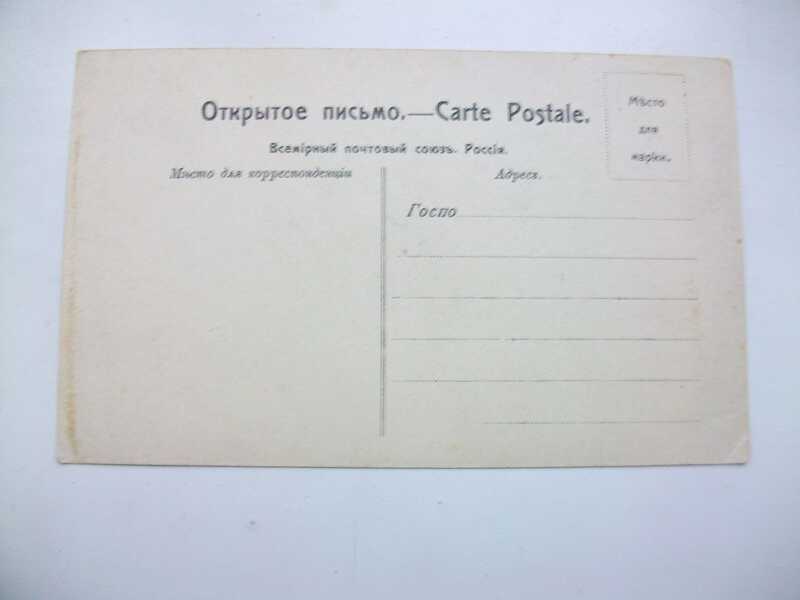 Открытое письмо.—Carte Postale.
Всемірный почтовый союзъ. Россія.
Мѣсто
для
марки.
Мѣсто для корреспонденціи
Адресъ.
Госпо